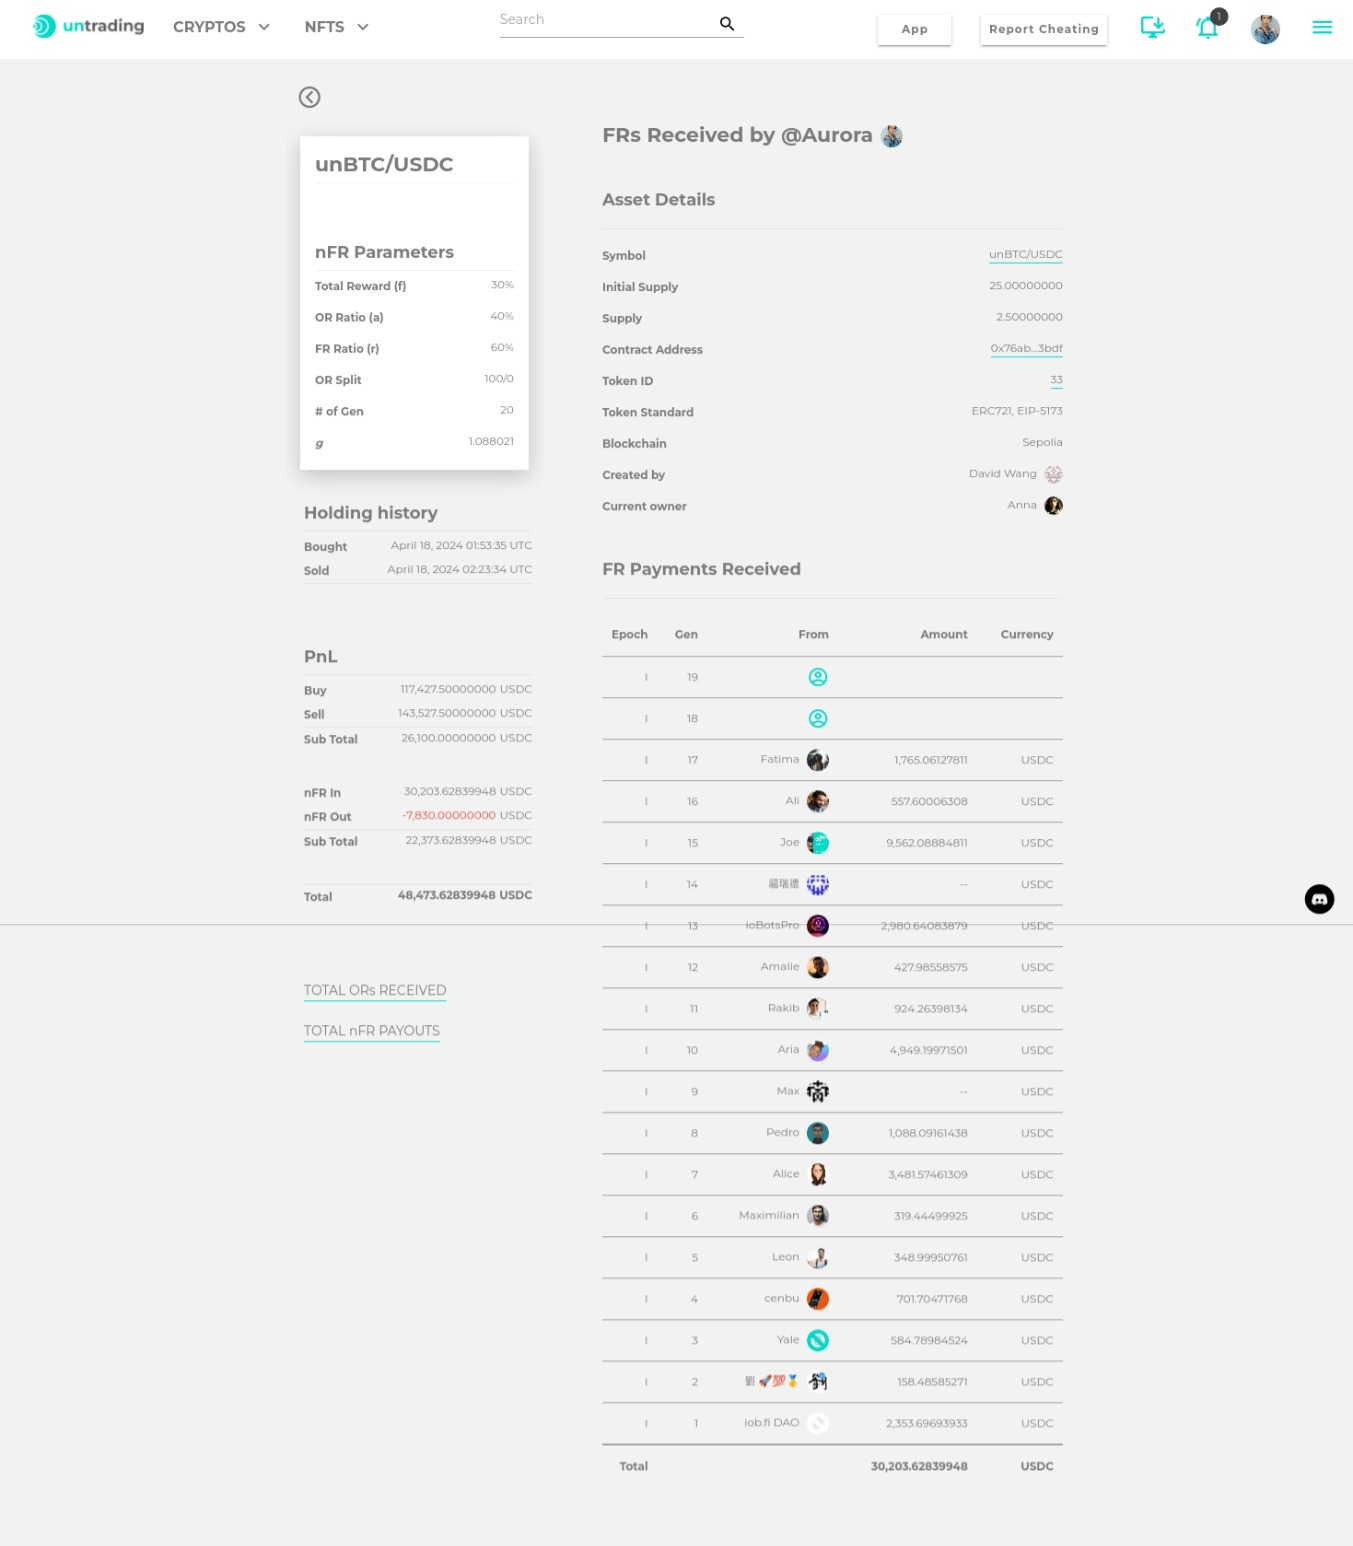 untrading CRYPTOS NFTS Search App Report Cheating 1
FRs Received by @Aurora
unBTC/USDC
nFR Parameters
Total Reward (f) 30%
OR Ratio (a) 40%
FR Ratio (r) 60%
OR Split 100/0
# of Gen 20
g 1.088021
Holding history
Bought April 18, 2024 01:53:35 UTC
Sold April 18, 2024 02:23:34 UTC
PnL
Buy 117,427.50000000 USDC
Sell 143,527.50000000 USDC
Sub Total 26,100.00000000 USDC
nFR In 30,203.62839948 USDC
nFR Out -7,830.00000000 USDC
Sub Total 22,373.62839948 USDC
Total 48,473.62839948 USDC
TOTAL ORs RECEIVED
TOTAL nFR PAYOUTS
Asset Details
Symbol unBTC/USDC
Initial Supply 25.00000000
Supply 2.50000000
Contract Address 0x76ab...3bdf
Token ID 33
Token Standard ERC721, EIP-5173
Blockchain Sepolia
Created by David Wang
Current owner Anna
FR Payments Received
Epoch Gen From Amount Currency
I 19
I 18
I 17 Fatima 1,765.06127811 USDC
I 16 Ali 557.60006308 USDC
I 15 Joe 9,562.08884811 USDC
I 14 福瑞德 -- USDC
I 13 ioBotsPro 2,980.64083879 USDC
I 12 Amalie 427.98558575 USDC
I 11 Rakib 924.26398134 USDC
I 10 Aria 4,949.19971501 USDC
I 9 Max -- USDC
I 8 Pedro 1,088.09161438 USDC
I 7 Alice 3,481.57461309 USDC
I 6 Maximilian 319.44499925 USDC
I 5 Leon 348.99950761 USDC
I 4 cenbu 701.70471768 USDC
I 3 Yale 584.78984524 USDC
I 2 劉 🚀💯🥇 158.48585271 USDC
I 1 iob.fi DAO 2,353.69693933 USDC
Total 30,203.62839948 USDC